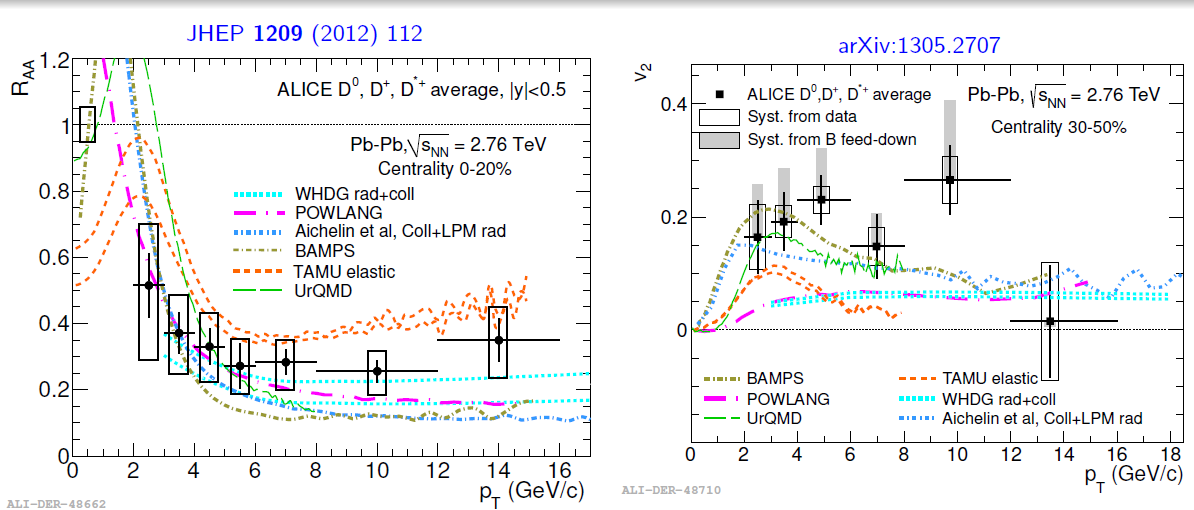 JHEP 1209 (2012) 112
R_AA
ALICE D⁰, D⁺, D*⁺ average, |y|<0.5
Pb-Pb,√s_NN = 2.76 TeV
Centrality 0-20%
WHDG rad+coll
POWLANG
Aichelin et al, Coll+LPM rad
BAMPS
TAMU elastic
UrQMD
1.2
1
0.8
0.6
0.4
0.2
0
0 2 4 6 8 10 12 14 16
p_T (GeV/c)
ALI-DER-48662
arXiv:1305.2707
v₂
ALICE D⁰,D⁺, D*⁺ average
Syst. from data
Syst. from B feed-down
Pb-Pb, √s_NN = 2.76 TeV
Centrality 30-50%
0.4
0.2
0
BAMPS
POWLANG
UrQMD
TAMU elastic
WHDG rad+coll
Aichelin et al, Coll+LPM rad
0 2 4 6 8 10 12 14 16 18
p_T (GeV/c)
ALI-DER-48710